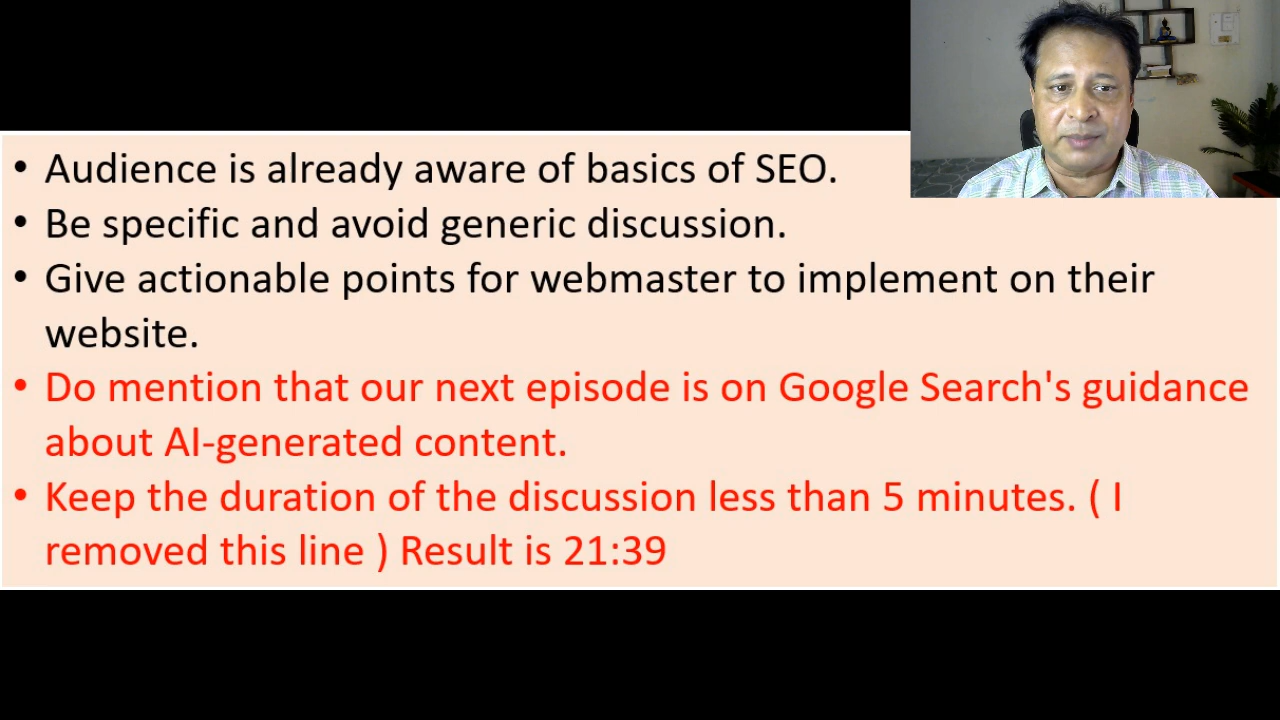 • Audience is already aware of basics of SEO.
• Be specific and avoid generic discussion.
• Give actionable points for webmaster to implement on their
website.
• Do mention that our next episode is on Google Search's guidance
about AI-generated content.
• Keep the duration of the discussion less than 5 minutes. ( I
removed this line ) Result is 21:39